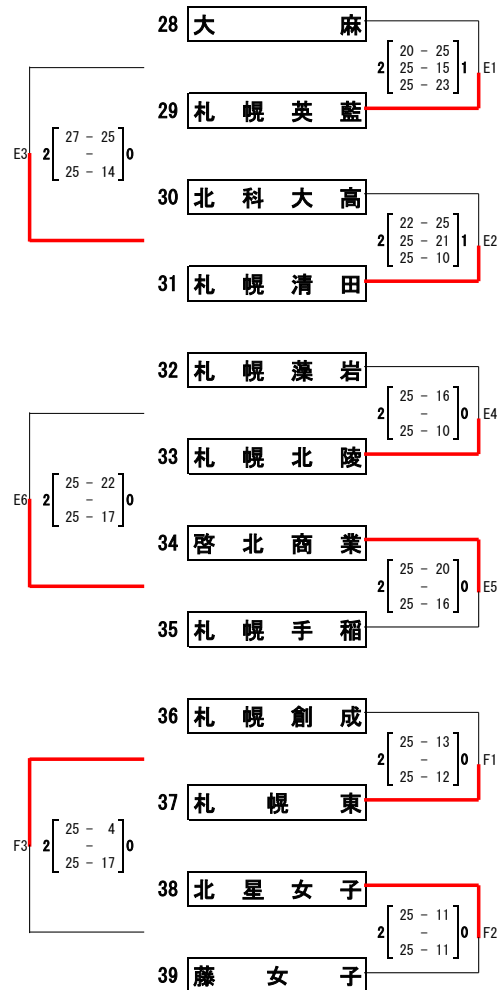 28 大麻
2 20 - 25 1 E1
25 - 15
25 - 23
29 札幌英藍
E3 2 27 - 25 0
-
25 - 14
30 北科大高
2 22 - 25 1 E2
25 - 21
25 - 10
31 札幌清田
32 札幌藻岩
2 25 - 16 0 E4
-
25 - 10
33 札幌北陵
E6 2 25 - 22 0
-
25 - 17
34 啓北商業
2 25 - 20 0 E5
-
25 - 16
35 札幌手稲
36 札幌創成
2 25 - 13 0 F1
-
25 - 12
37 札幌東
F3 2 25 - 4 0
-
25 - 17
38 北星女子
2 25 - 11 0 F2
-
25 - 11
39 藤女子